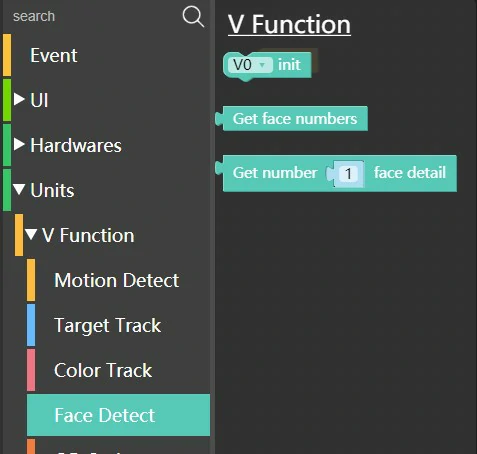 search
Event
UI
Hardwares
Units
V Function
Motion Detect
Target Track
Color Track
Face Detect
V Function
V0 init
Get face numbers
Get number 1 face detail